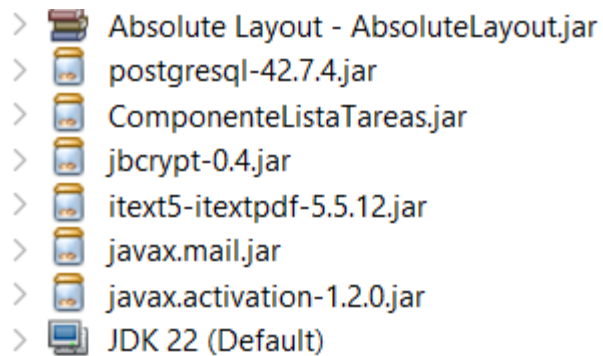 Absolute Layout - AbsoluteLayout.jar
postgresql-42.7.4.jar
ComponenteListaTareas.jar
jbcrypt-0.4.jar
itext5-itextpdf-5.5.12.jar
javax.mail.jar
javax.activation-1.2.0.jar
JDK 22 (Default)